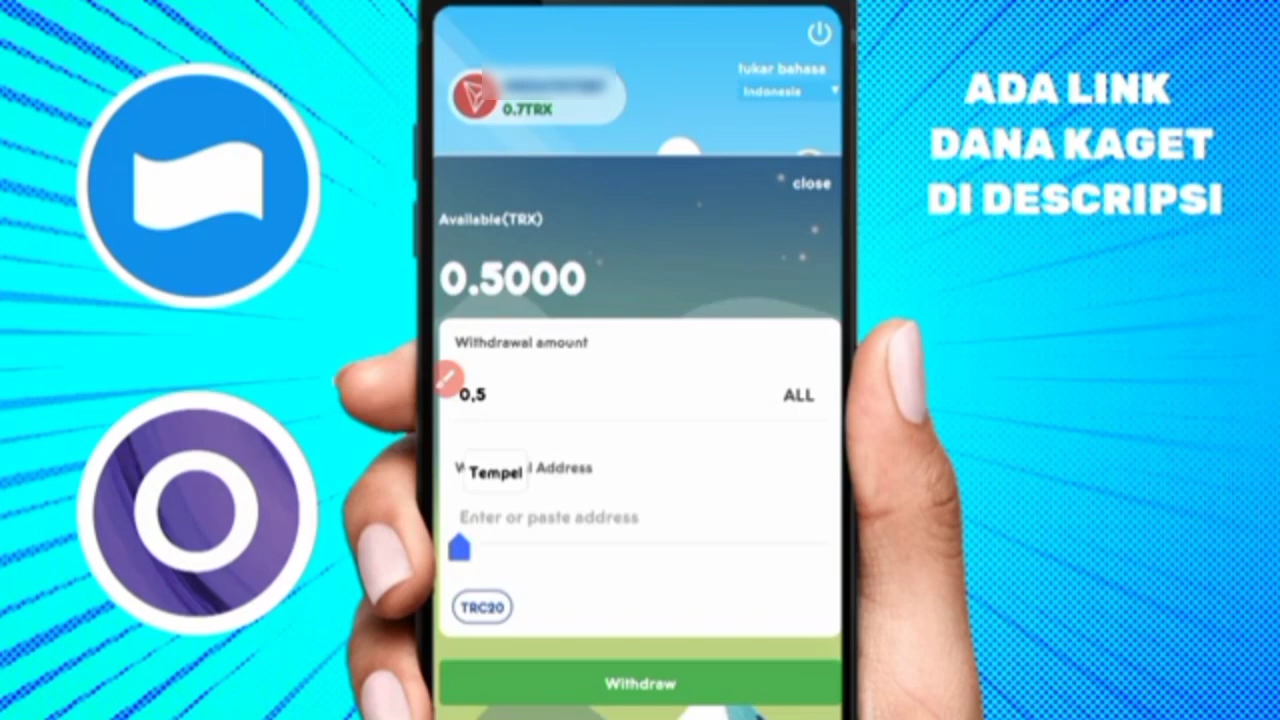 tukar bahasa
Indonesia
0.7TRX
ADA LINK
DANA KAGET
DI DESCRIPSI
close
Available(TRX)
0.5000
Withdrawal amount
0,5
ALL
Tempel
Address
Enter or paste address
TRC20
Withdraw